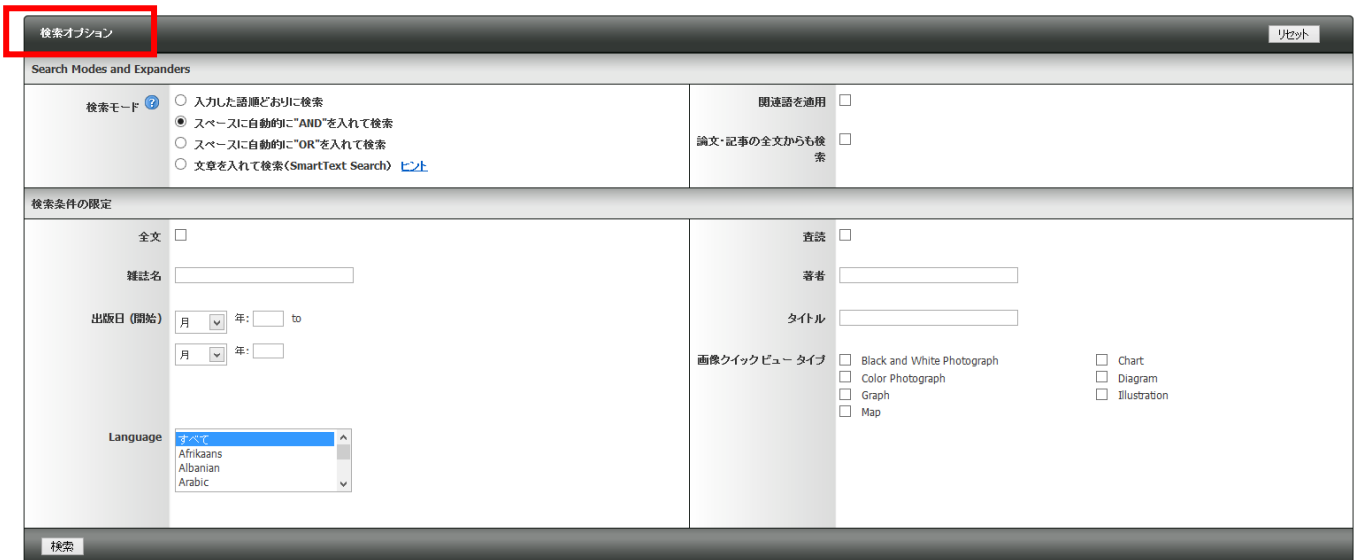 検索オプション
リセット
Search Modes and Expanders
検索モード ?
入力した語順どおりに検索
スペースに自動的に"AND"を入れて検索
スペースに自動的に"OR"を入れて検索
文章を入れて検索(SmartText Search) ヒント
関連語を適用
論文・記事の全文からも検
索
検索条件の限定
全文
雑誌名
出版日 (開始)
月 年: to
月 年:
Language
すべて
Afrikaans
Albanian
Arabic
査読
著者
タイトル
画像クイック ビュー タイプ
Black and White Photograph
Chart
Color Photograph
Diagram
Graph
Illustration
Map
検索